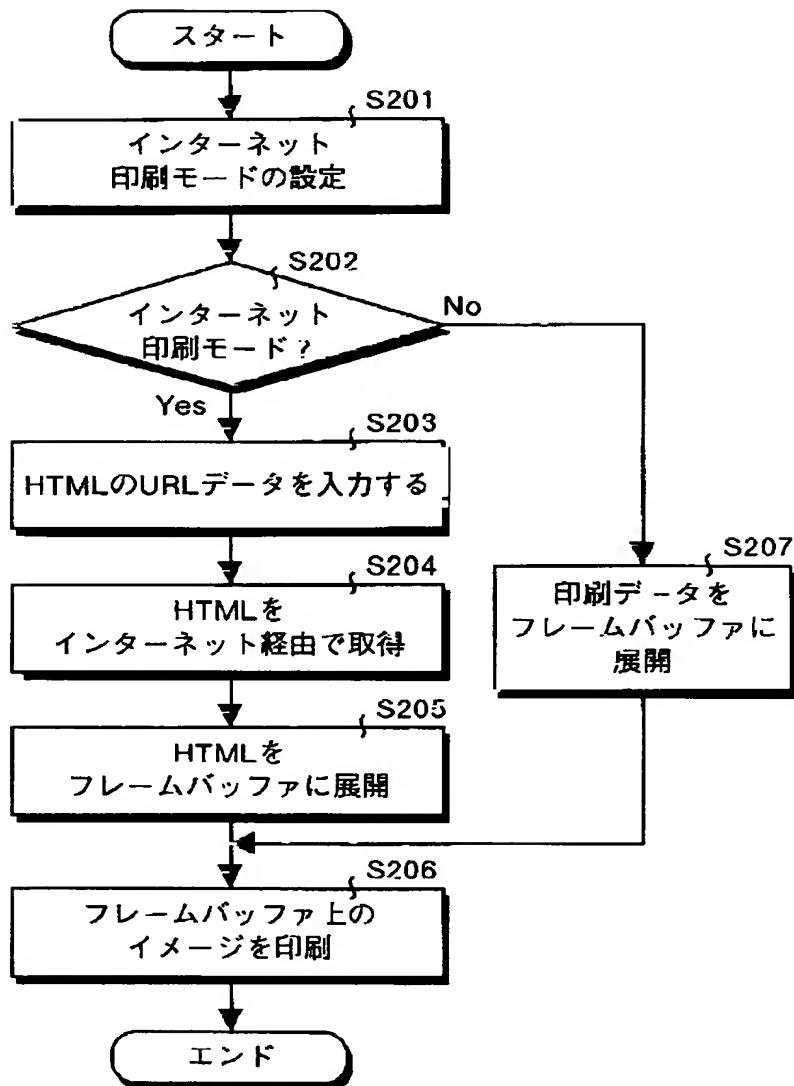 スタート
S201
インターネット
印刷モードの設定
S202
インターネット
印刷モード？
No
Yes
S203
HTMLのURLデータを入力する
S204
HTMLを
インターネット経由で取得
S207
印刷データを
フレームバッファに
展開
S205
HTMLを
フレームバッファに展開
S206
フレームバッファ上の
イメージを印刷
エンド